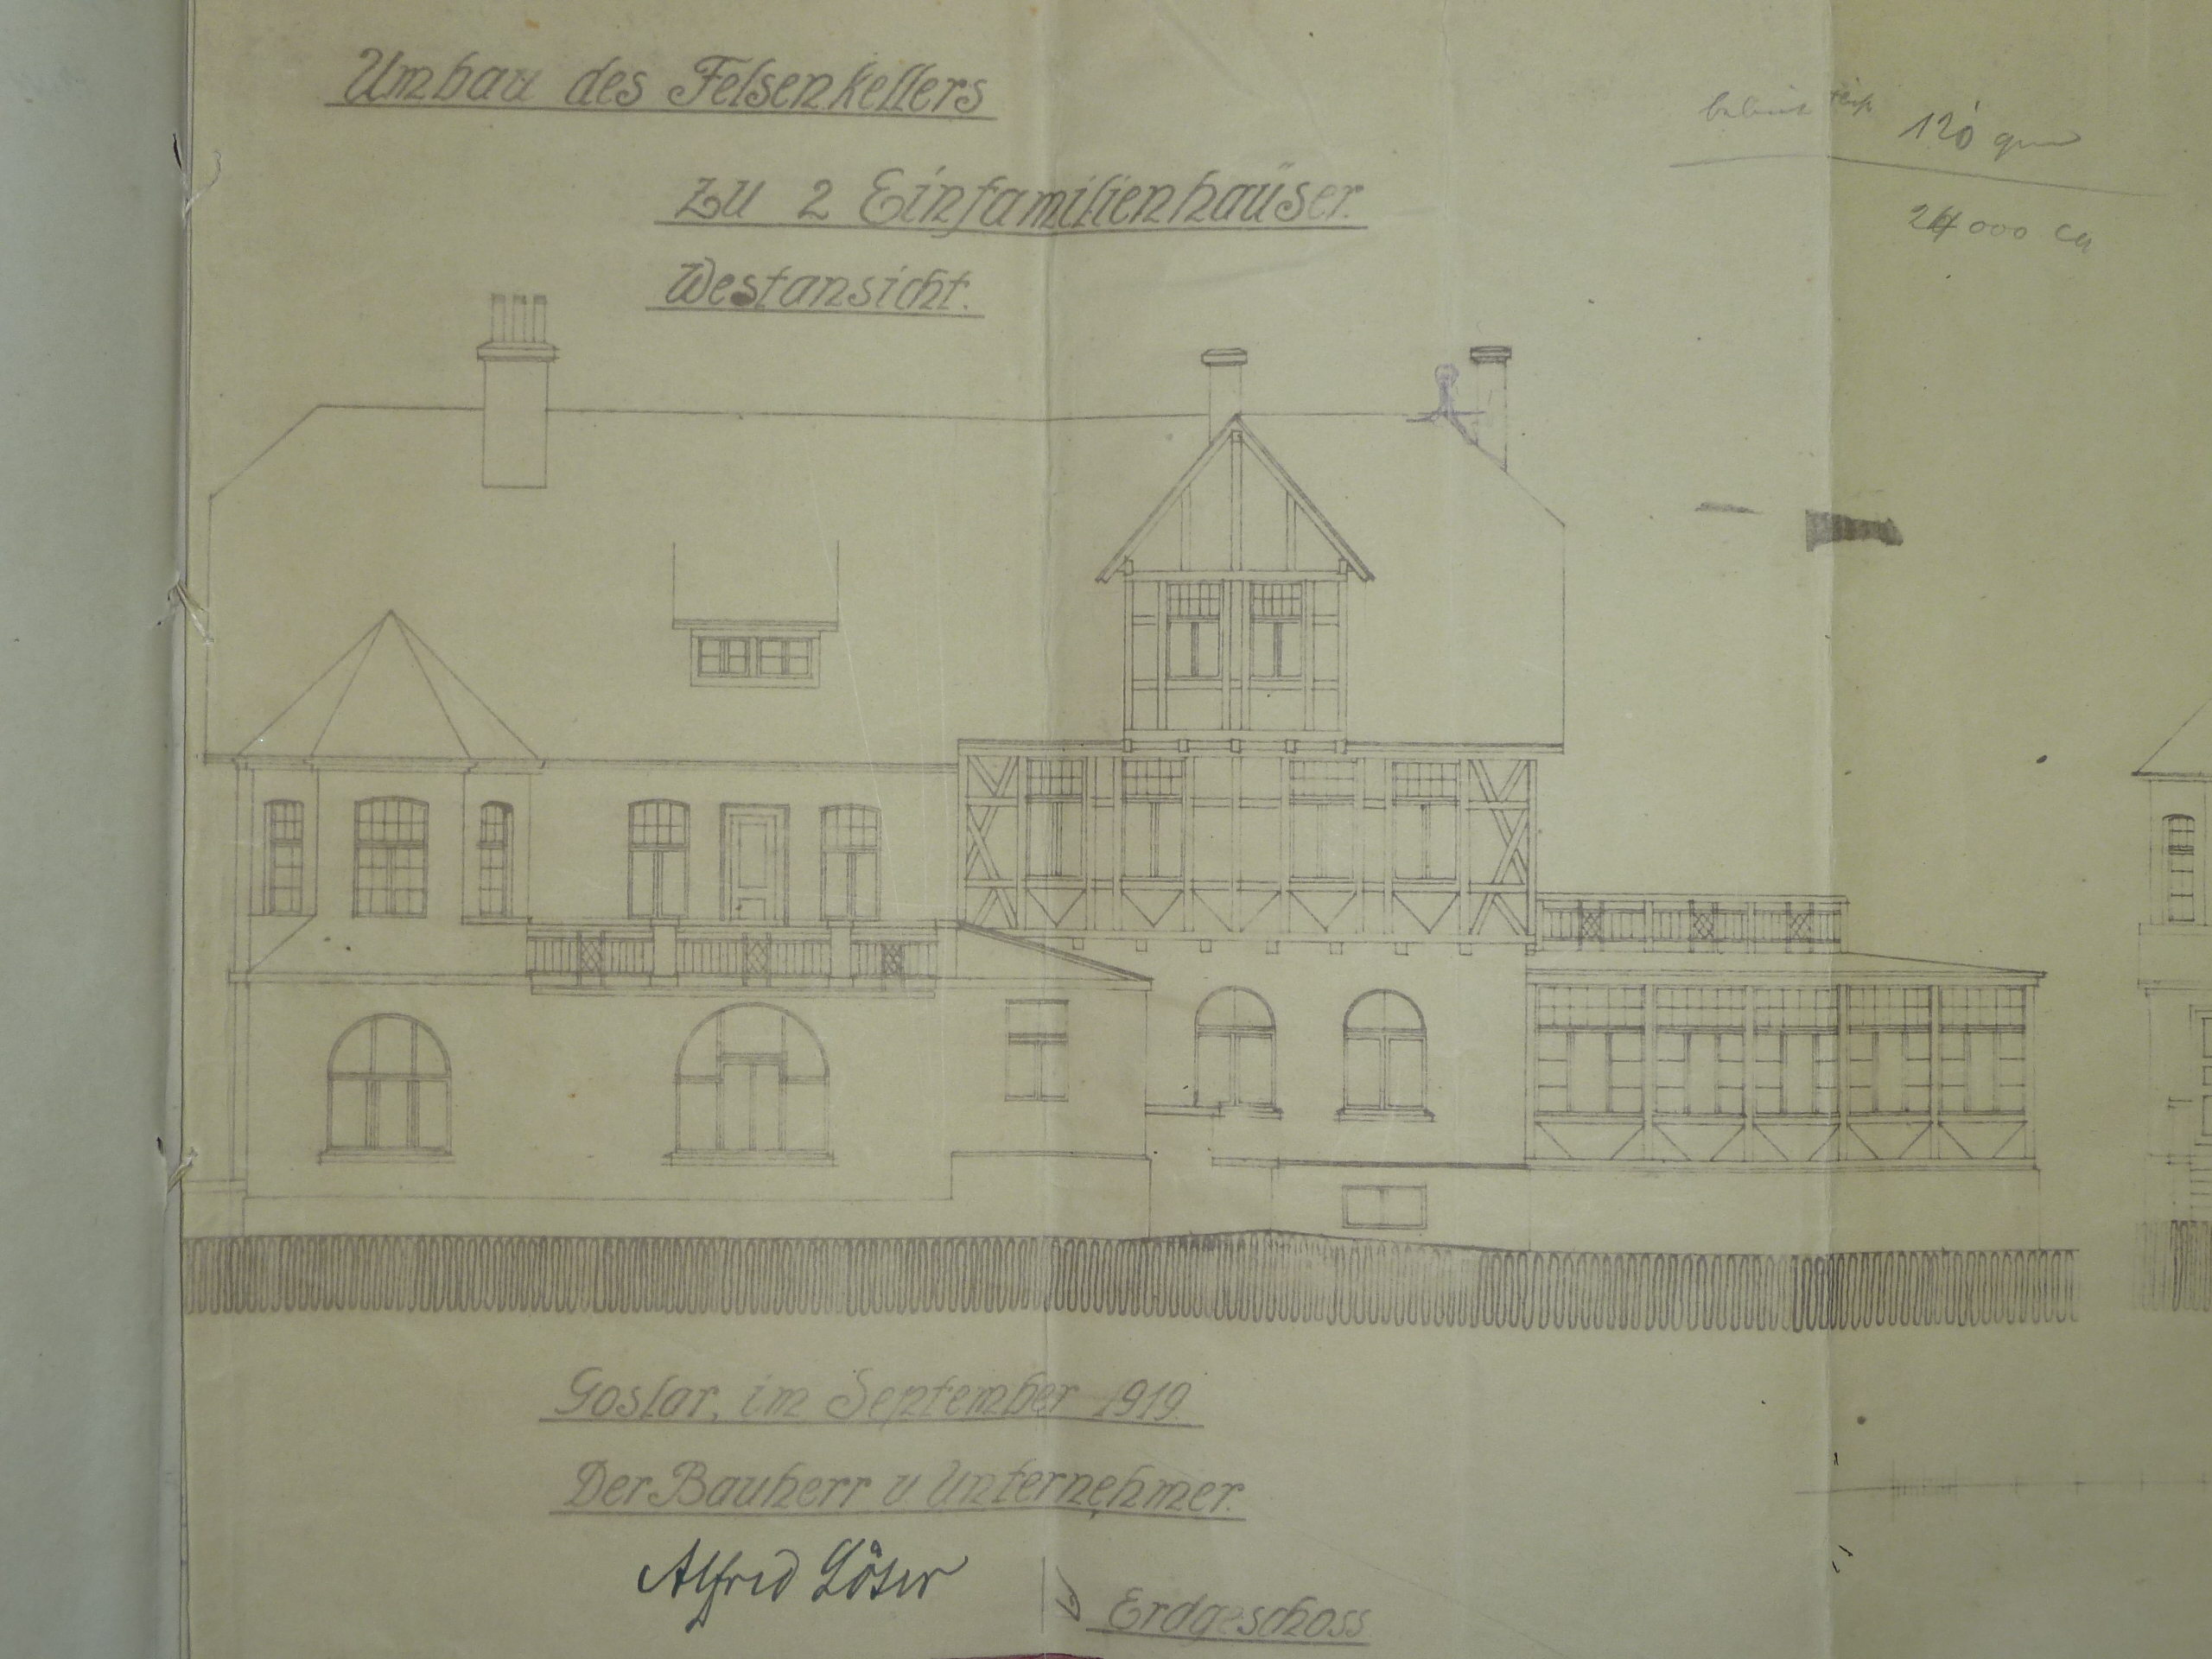 Umbau des Felsenkellers
zu 2 Einfamilienhäuser.
Westansicht.
120 qm
Goslar, im September 1919.
Der Bauherr u Unternehmer.
Alfred Löser
Erdgeschoss